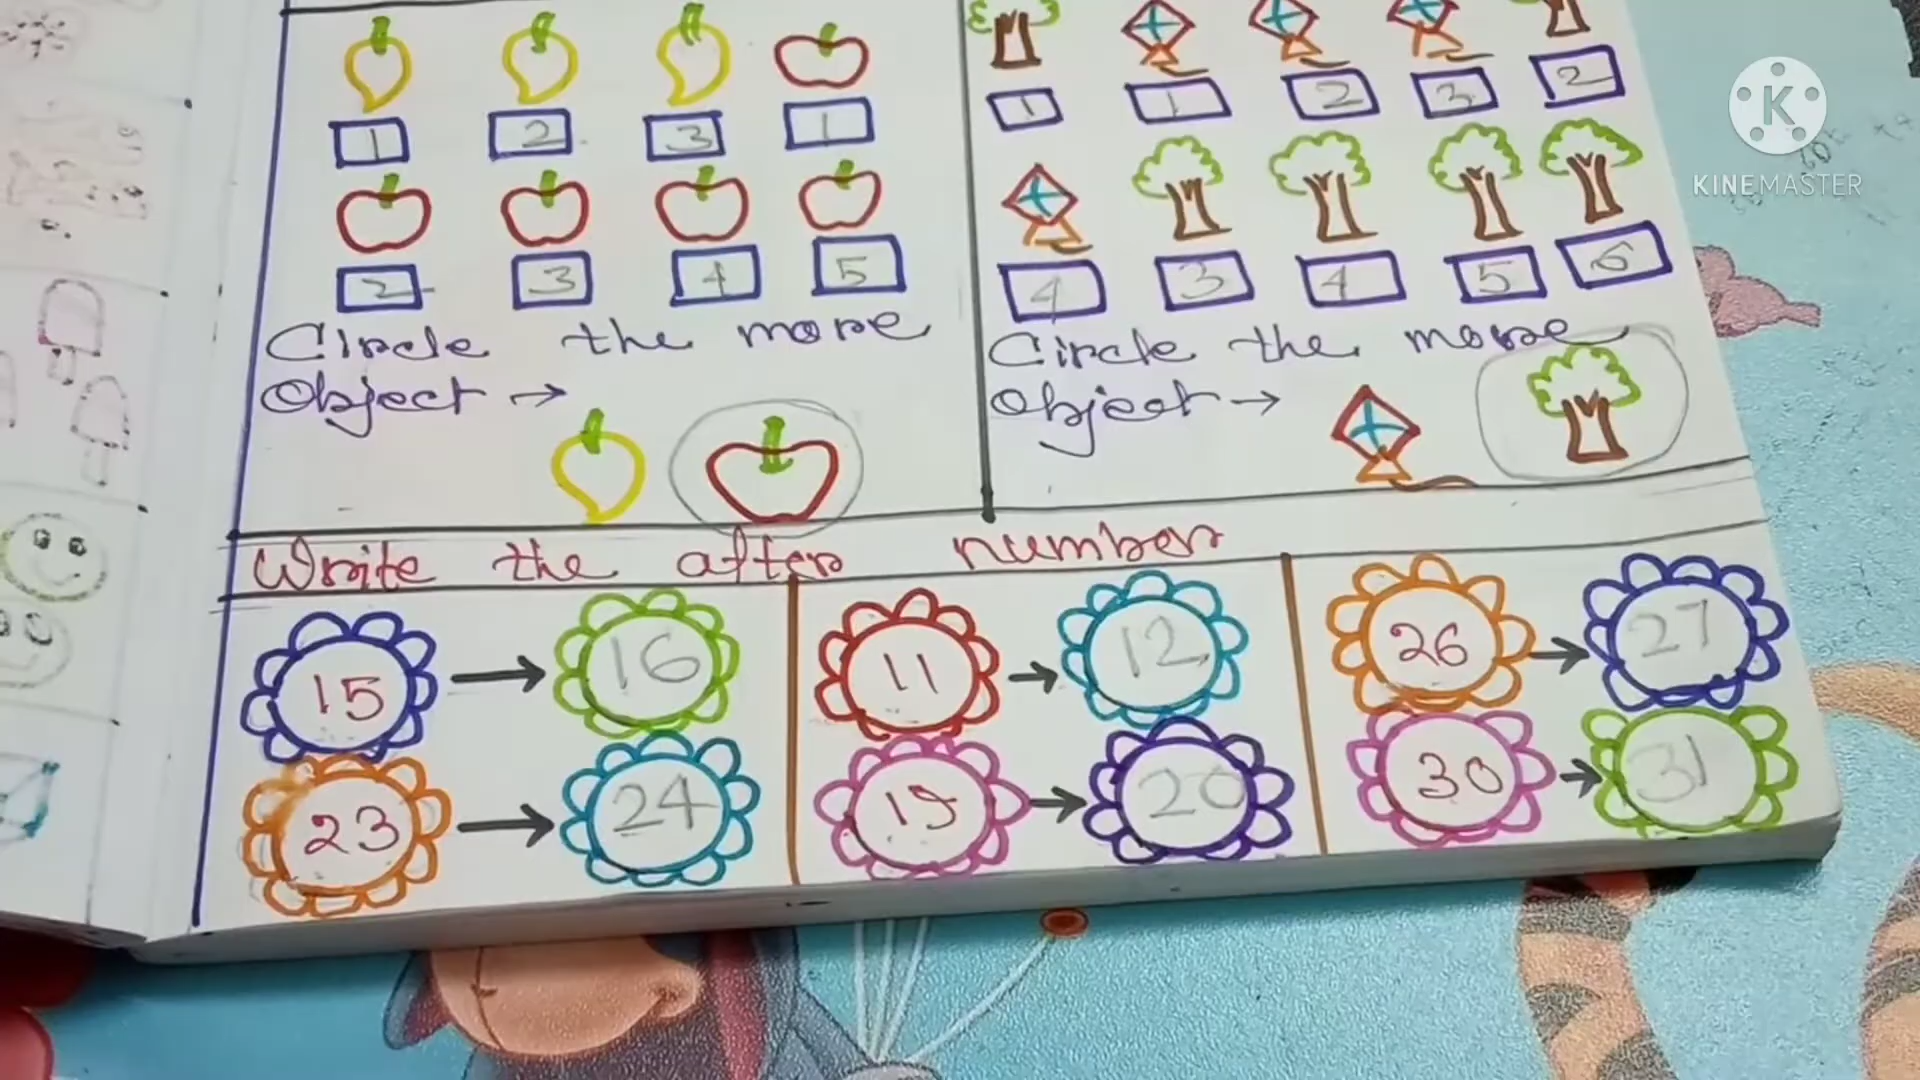 1 2 3 1
2 3 4 5
Circle the more
object →
1 1 2 3 2
4 3 4 5 6
Circle the more
object →
Write the after number
15 → 16
23 → 24
11 → 12
19 → 20
26 → 27
30 → 31
K
KINEMASTER